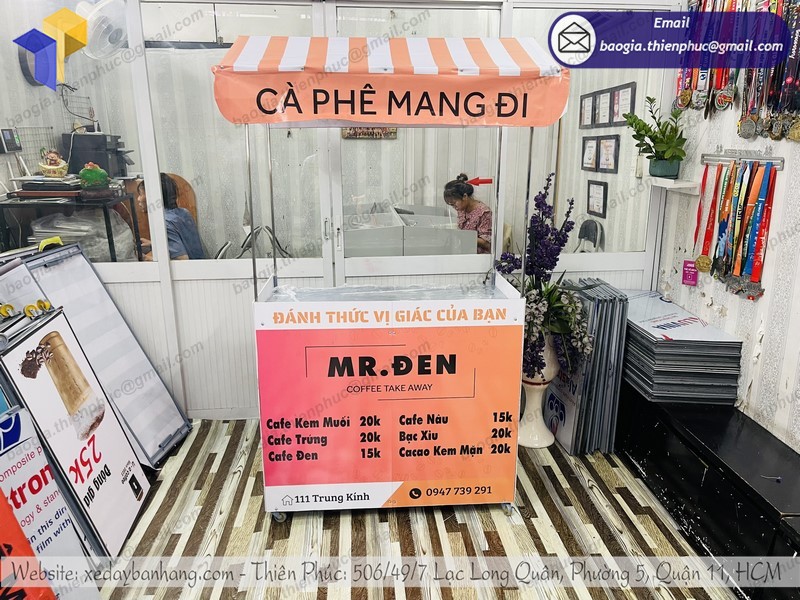 Email
baogia.thienphuc@gmail.com
CÀ PHÊ MANG ĐI
ĐÁNH THỨC VỊ GIÁC CỦA BẠN
MR.ĐEN
COFFEE TAKE AWAY
Cafe Kem Muối 20k
Cafe Trứng 20k
Cafe Đen 15k
Cafe Nâu 15k
Bạc Xỉu 20k
Cacao Kem Mặn 20k
111 Trung Kính
0947 739 291
25k
Đồng giá
Website: xedaybanhang.com - Thiên Phúc: 506/49/7 Lạc Long Quân, Phường 5, Quận 11, HCM